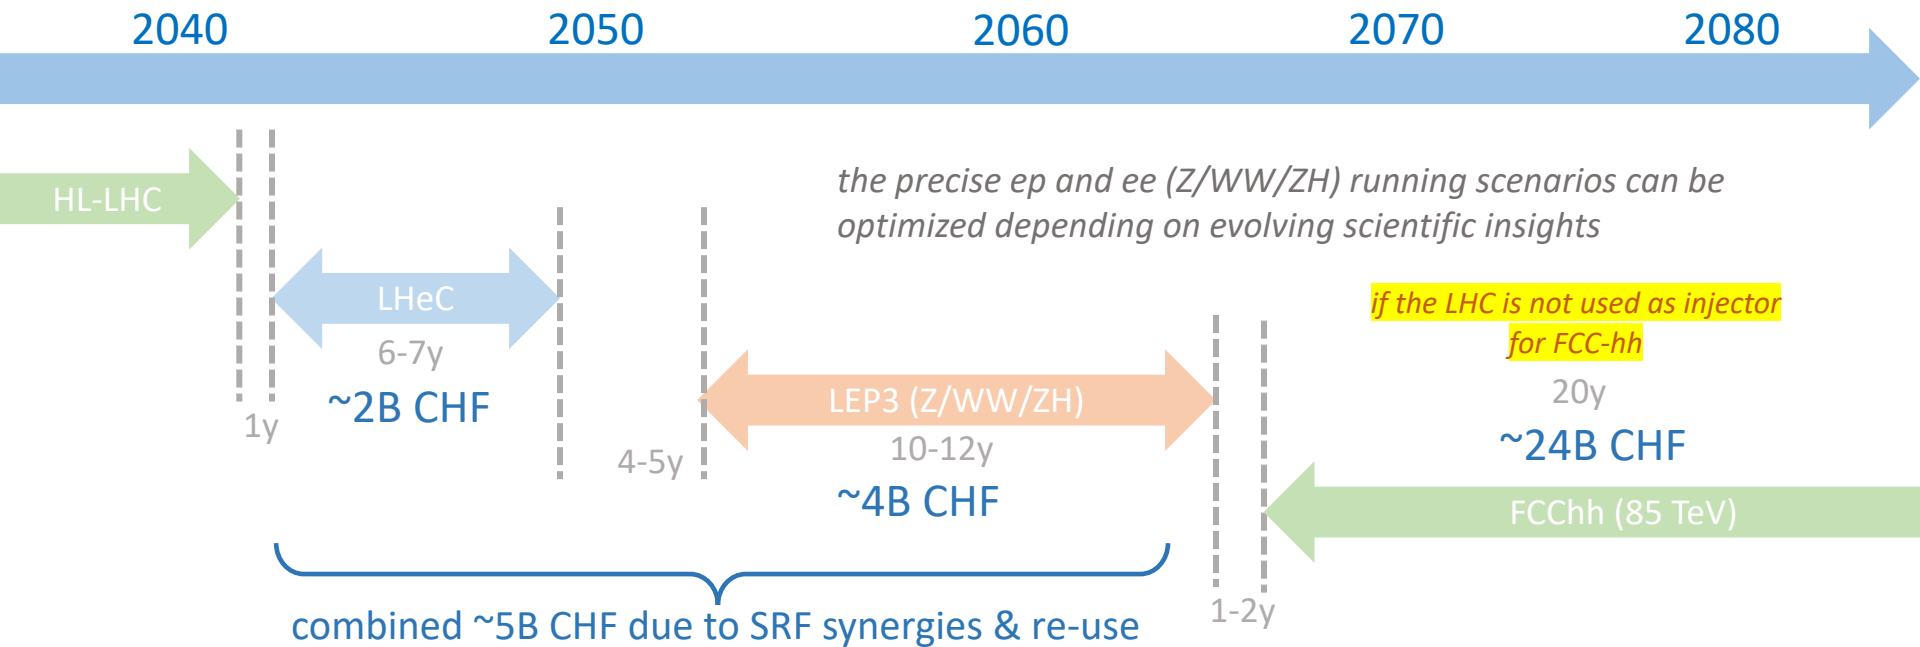 2040
2050
2060
2070
2080
HL-LHC
the precise ep and ee (Z/WW/ZH) running scenarios can be
optimized depending on evolving scientific insights
LHeC
6-7y
~2B CHF
1y
if the LHC is not used as injector
for FCC-hh
20y
~24B CHF
LEP3 (Z/WW/ZH)
10-12y
~4B CHF
4-5y
FCChh (85 TeV)
1-2y
combined ~5B CHF due to SRF synergies & re-use